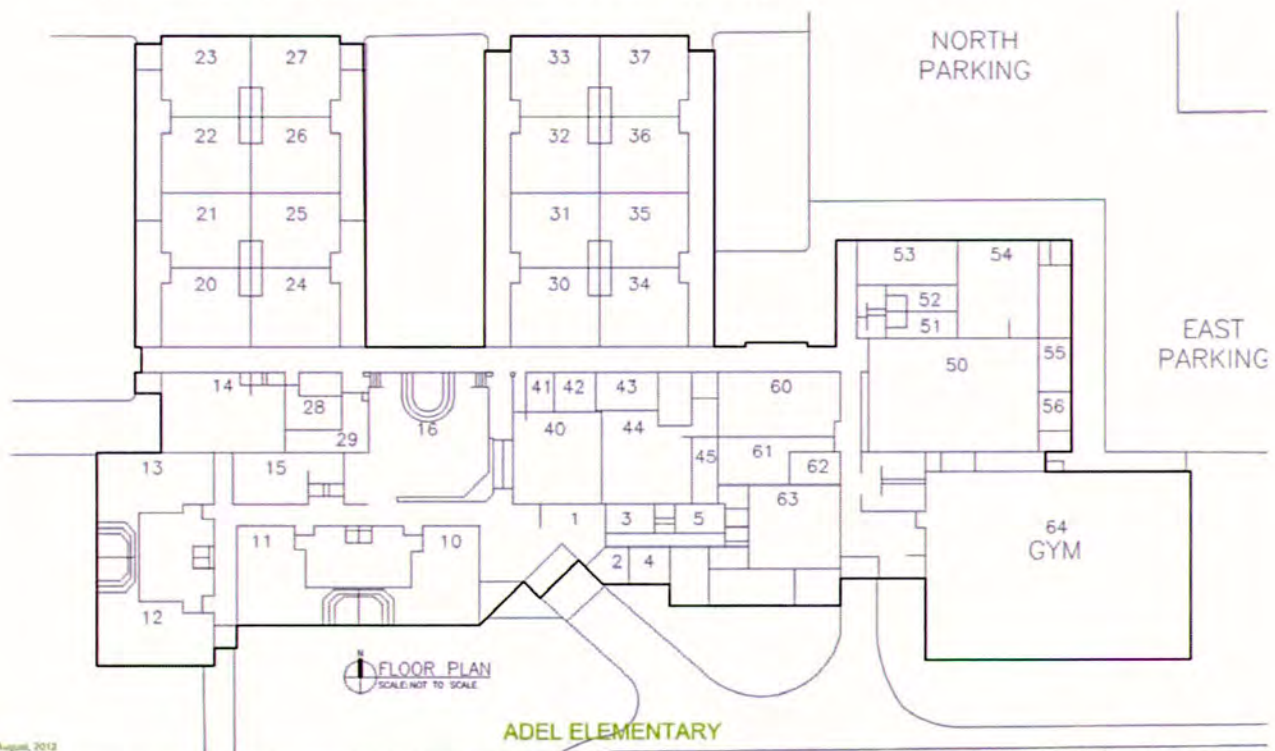 23 27 33 37
NORTH
PARKING
22 26 32 36
21 25 31 35
53 54
20 24 30 34
52
51
EAST
PARKING
55
14 41 42 43 60 50
28 56
16 40 44
29
13 15 45 61 62
63
11 10 1 3 5 64
GYM
2 4
12
N
FLOOR PLAN
SCALE: NOT TO SCALE
ADEL ELEMENTARY
August, 2012